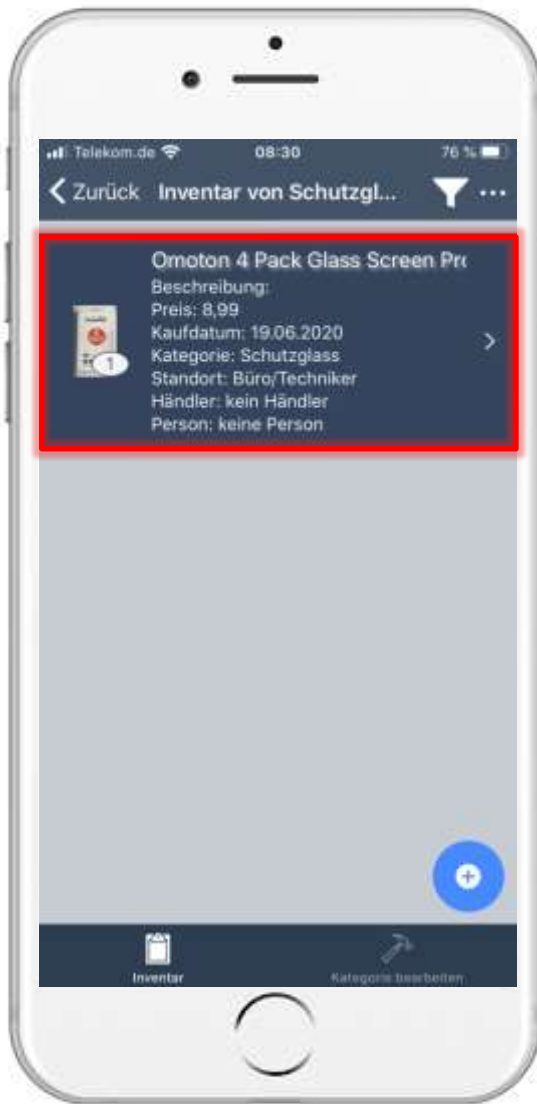 Telekom.de 08:30 76 %
Zurück Inventar von Schutzgl...
Omoton 4 Pack Glass Screen Pro
Beschreibung:
Preis: 8,99
Kaufdatum: 19.06.2020
Kategorie: Schutzglass
Standort: Büro/Techniker
Händler: kein Händler
Person: keine Person
1
Inventar Kategorie bearbeiten